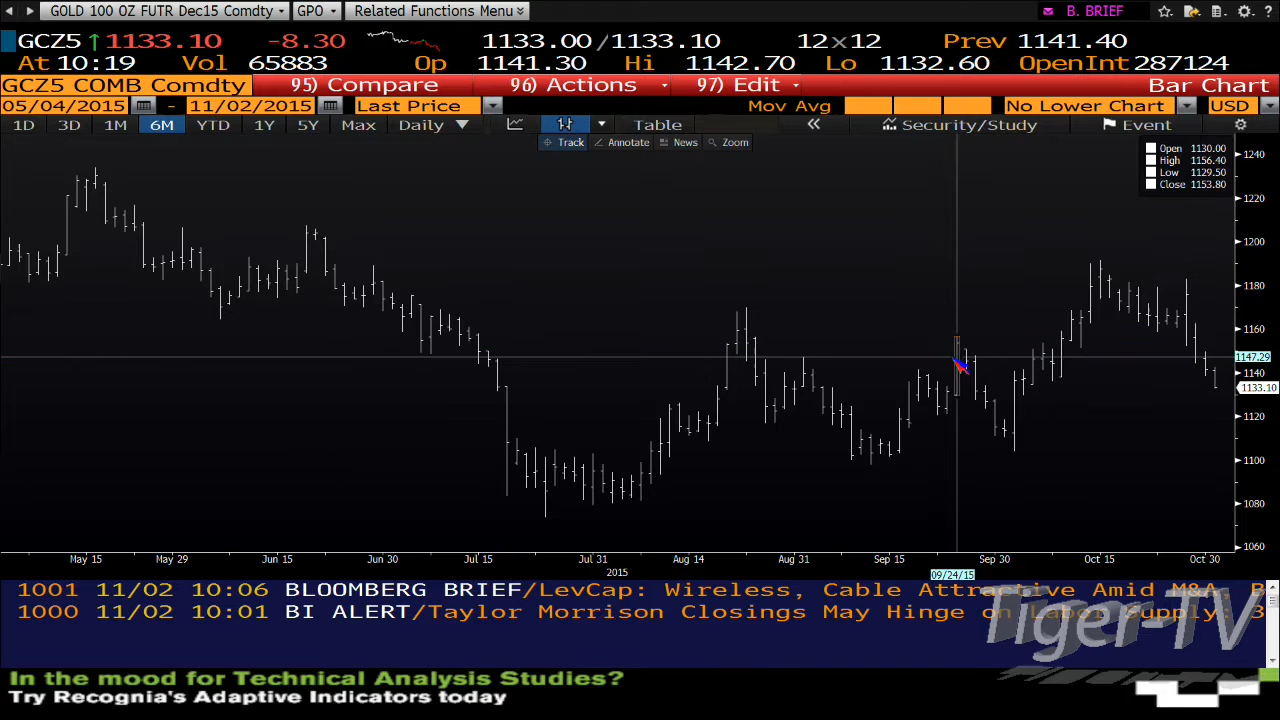 GOLD 100 OZ FUTR Dec15 Comdty GPO Related Functions Menu B. BRIEF ?
GCZ5 ↑1133.10 -8.30 1133.00/1133.10 12×12 Prev 1141.40
At 10:19 Vol 65883 Op 1141.30 Hi 1142.70 Lo 1132.60 OpenInt 287124
GCZ5 COMB Comdty 95) Compare 96) Actions 97) Edit Bar Chart
05/04/2015 - 11/02/2015 Last Price Mov Avg No Lower Chart USD
1D 3D 1M 6M YTD 1Y 5Y Max Daily Table « Security/Study Event
Track Annotate News Zoom
Open 1130.00
High 1156.40
Low 1129.50
Close 1153.80
1240
1220
1200
1180
1160
1147.29
1140
1133.10
1120
1100
1080
1060
May 15 May 29 Jun 15 Jun 30 Jul 15 Jul 31 Aug 14 Aug 31 Sep 15 Sep 30 Oct 15 Oct 30
2015 09/24/15
1001 11/02 10:06 BLOOMBERG BRIEF/LevCap: Wireless, Cable Attractive Amid M&A, B
1000 11/02 10:01 BI ALERT/Taylor Morrison Closings May Hinge on Labor Supply: 3
Tiger-TV
In the mood for Technical Analysis Studies?
Try Recognia's Adaptive Indicators today